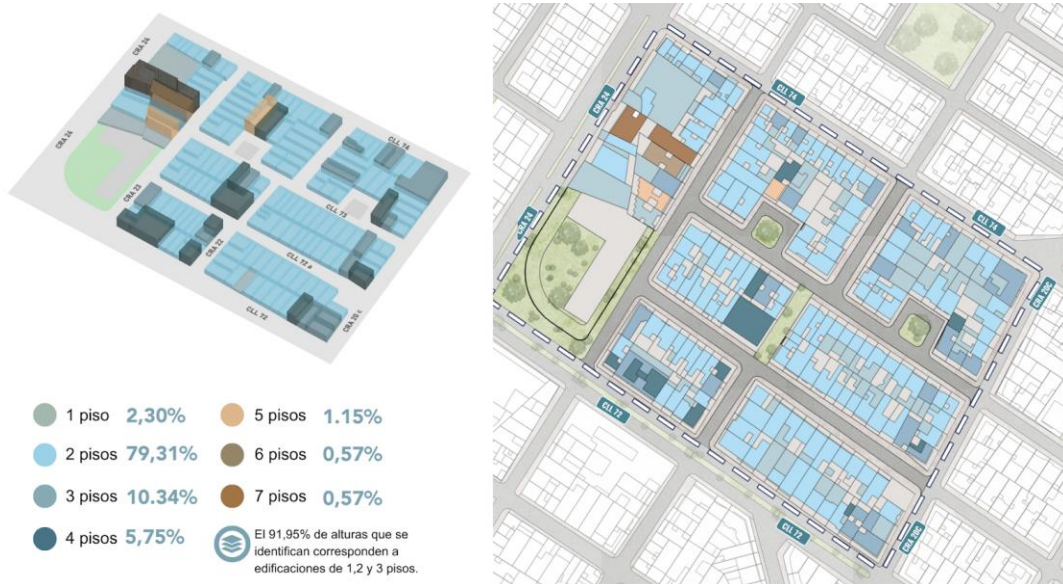 CRA 24
CRA 24
CRA 23
CRA 22
CLL 74
CLL 73
CLL 72 a
CLL 72
CRA 20 c
1 piso 2,30%
2 pisos 79,31%
3 pisos 10.34%
4 pisos 5,75%
5 pisos 1.15%
6 pisos 0,57%
7 pisos 0,57%
El 91,95% de alturas que se
identifican corresponden a
edificaciones de 1,2 y 3 pisos.
CLL 74
CRA 24
CLL 74
CRA 24
CRA 20C
CLL 72
CLL 72
CRA 20C